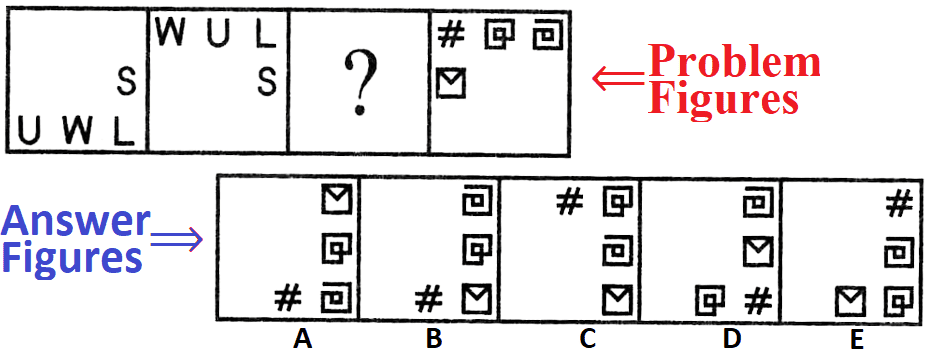 W U L # 
S S ? Problem
U W L Figures
Answer # #
Figures
# # # 
A B C D E